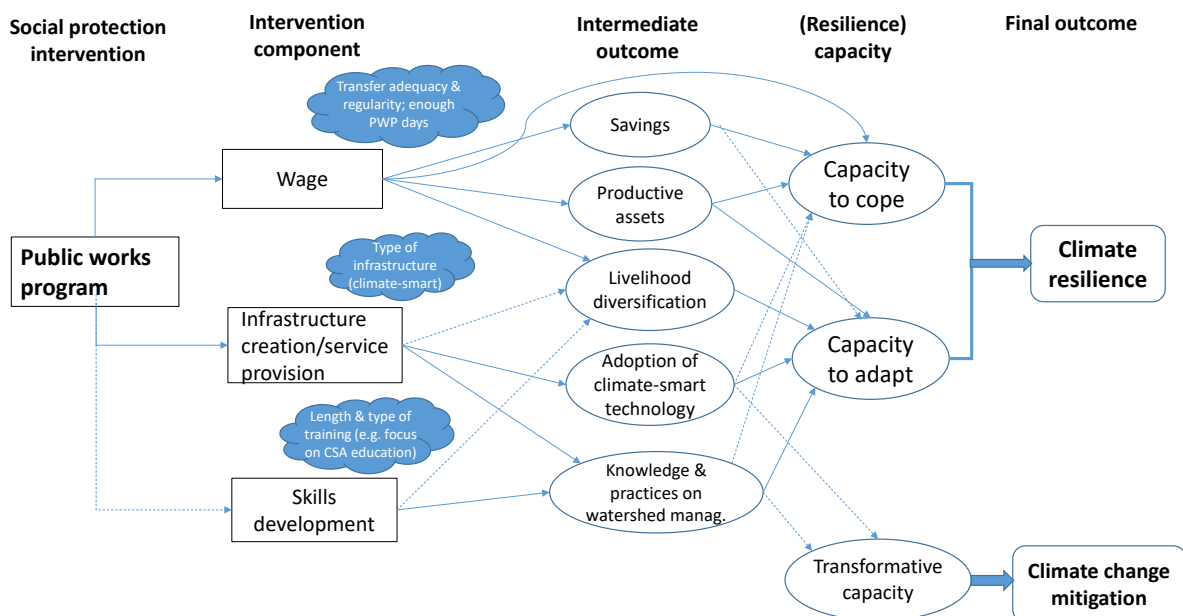 Social protection
intervention
Intervention
component
Intermediate
outcome
(Resilience)
capacity
Final outcome
Transfer adequacy &
regularity; enough
PWP days
Savings
Wage
Capacity
to cope
Productive
assets
Public works
program
Type of
infrastructure
(climate-smart)
Livelihood
diversification
Climate
resilience
Infrastructure
creation/service
provision
Adoption of
climate-smart
technology
Capacity
to adapt
Length & type of
training (e.g. focus
on CSA education)
Knowledge &
practices on
watershed manag.
Skills
development
Transformative
capacity
Climate change
mitigation